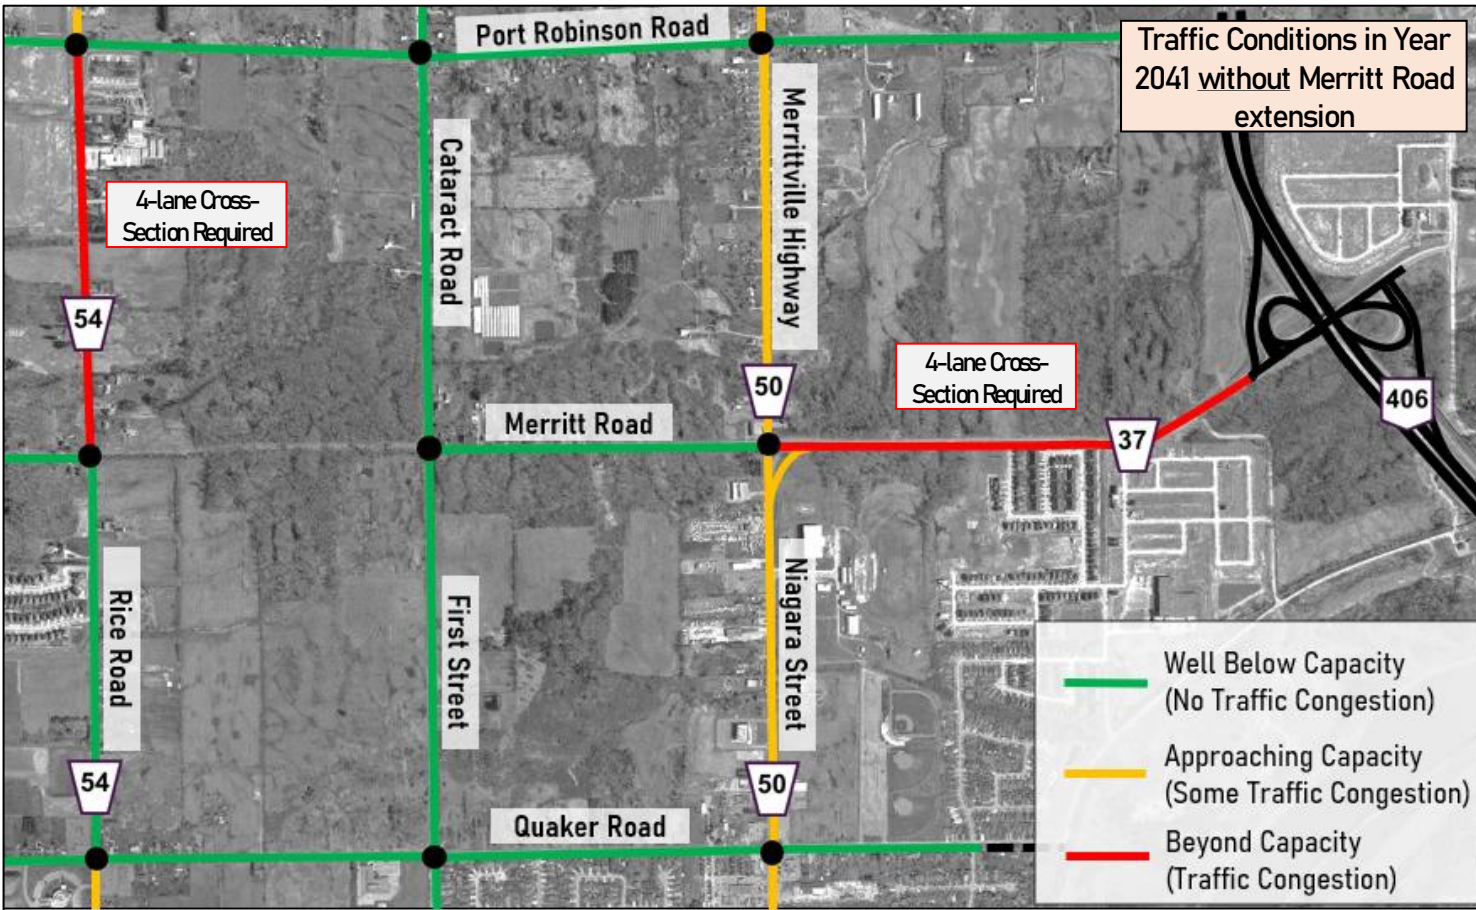 Port Robinson Road
Traffic Conditions in Year
2041 without Merritt Road
extension
Cataract Road
Merrittville Highway
4-lane Cross-
Section Required
54
50
4-lane Cross-
Section Required
406
Merritt Road
37
Rice Road
First Street
Niagara Street
54
50
Quaker Road
Well Below Capacity
(No Traffic Congestion)
Approaching Capacity
(Some Traffic Congestion)
Beyond Capacity
(Traffic Congestion)